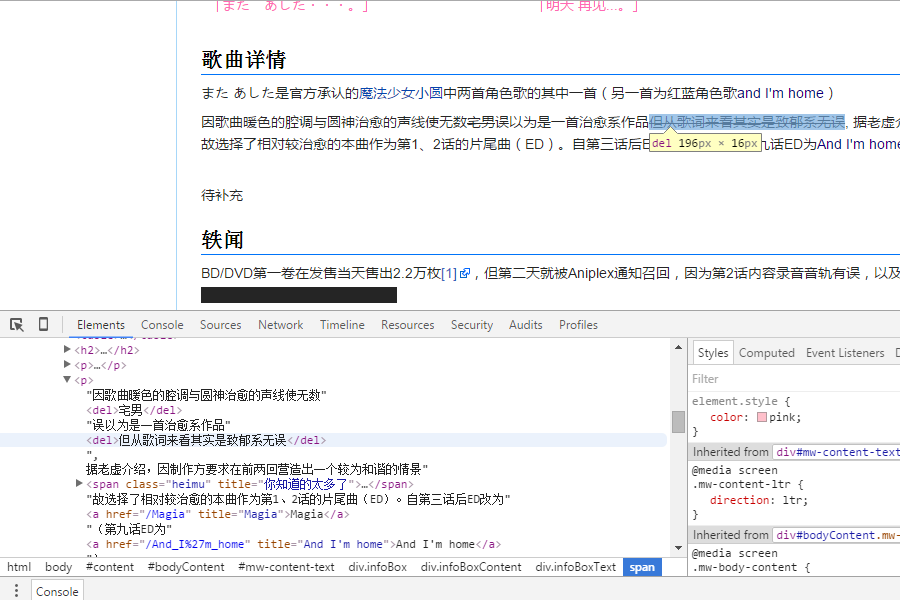 「また　あした・・・。」
「明天 再见...。」
歌曲详情
また あした是官方承认的魔法少女小圆中两首角色歌的其中一首（另一首为红蓝角色歌and I'm home）
因歌曲暖色的腔调与圆神治愈的声线使无数宅男误以为是一首治愈系作品但从歌词来看其实是致郁系无误, 据老虚介
故选择了相对较治愈的本曲作为第1、2话的片尾曲（ED）。自第三话后E
del 196px × 16px
九话ED为And I'm home
待补充
轶闻
BD/DVD第一卷在发售当天售出2.2万枚[1]，但第二天就被Aniplex通知召回，因为第2话内容录音音轨有误，以及
Elements Console Sources Network Timeline Resources Security Audits Profiles
▶<h2>…</h2>
▶<p>…</p>
▼<p>
"因歌曲暖色的腔调与圆神治愈的声线使无数"
<del>宅男</del>
"误以为是一首治愈系作品"
<del>但从歌词来看其实是致郁系无误</del>
",
据老虚介绍，因制作方要求在前两回营造出一个较为和谐的情景"
▶<span class="heimu" title="你知道的太多了">…</span>
"故选择了相对较治愈的本曲作为第1、2话的片尾曲（ED）。自第三话后ED改为"
<a href="/Magia" title="Magia">Magia</a>
"（第九话ED为"
<a href="/And_I%27m_home" title="And I'm home">And I'm home</a>
Styles Computed Event Listeners
Filter
element.style {
color: pink;
}
Inherited from div#mw-content-text
@media screen
.mw-content-ltr {
direction: ltr;
}
Inherited from div#bodyContent.mw-
@media screen
.mw-body-content {
html body #content #bodyContent #mw-content-text div.infoBox div.infoBoxContent div.infoBoxText span
Console